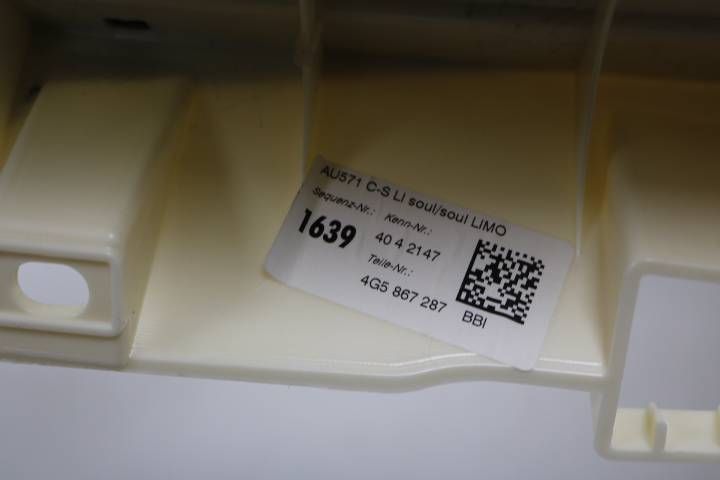 AU571 C-S LI soul/soul LIMO
Sequenz-Nr.: Kenn-Nr.:
1639 40 4 2147
Teile-Nr.:
4G5 867 287 BBI